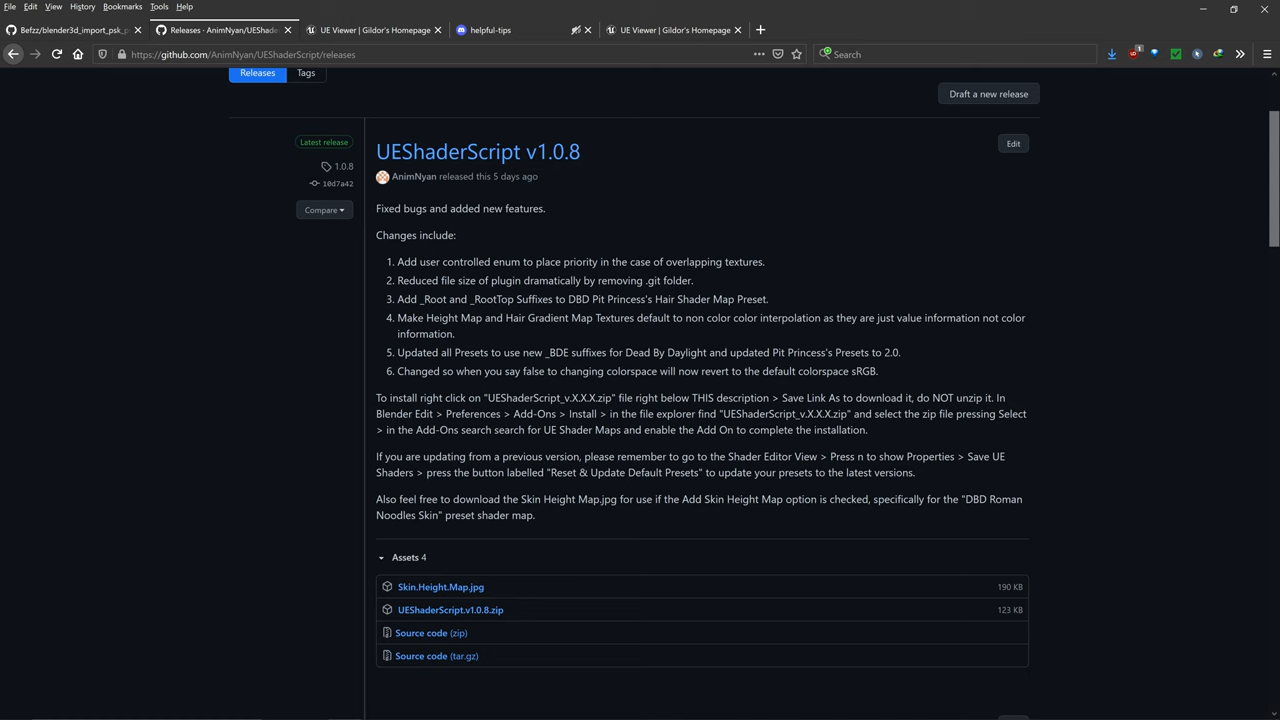 File Edit View History Bookmarks Tools Help
Befzz/blender3d_import_psk_p
Releases · AnimNyan/UEShade
UE Viewer | Gildor's Homepage
helpful-tips
UE Viewer | Gildor's Homepage
https://github.com/AnimNyan/UEShaderScript/releases
Search
1
Releases Tags
Draft a new release
Latest release
UEShaderScript v1.0.8
Edit
1.0.8
AnimNyan released this 5 days ago
10d7a42
Compare
Fixed bugs and added new features.
Changes include:
1. Add user controlled enum to place priority in the case of overlapping textures.
2. Reduced file size of plugin dramatically by removing .git folder.
3. Add _Root and _RootTop Suffixes to DBD Pit Princess's Hair Shader Map Preset.
4. Make Height Map and Hair Gradient Map Textures default to non color color interpolation as they are just value information not color
information.
5. Updated all Presets to use new _BDE suffixes for Dead By Daylight and updated Pit Princess's Presets to 2.0.
6. Changed so when you say false to changing colorspace will now revert to the default colorspace sRGB.
To install right click on "UEShaderScript_v.X.X.X.zip" file right below THIS description > Save Link As to download it, do NOT unzip it. In
Blender Edit > Preferences > Add-Ons > Install > in the file explorer find "UEShaderScript_v.X.X.X.zip" and select the zip file pressing Select
> in the Add-Ons search search for UE Shader Maps and enable the Add On to complete the installation.
If you are updating from a previous version, please remember to go to the Shader Editor View > Press n to show Properties > Save UE
Shaders > press the button labelled "Reset & Update Default Presets" to update your presets to the latest versions.
Also feel free to download the Skin Height Map.jpg for use if the Add Skin Height Map option is checked, specifically for the "DBD Roman
Noodles Skin" preset shader map.
Assets 4
Skin.Height.Map.jpg 190 KB
UEShaderScript.v1.0.8.zip 123 KB
Source code (zip)
Source code (tar.gz)